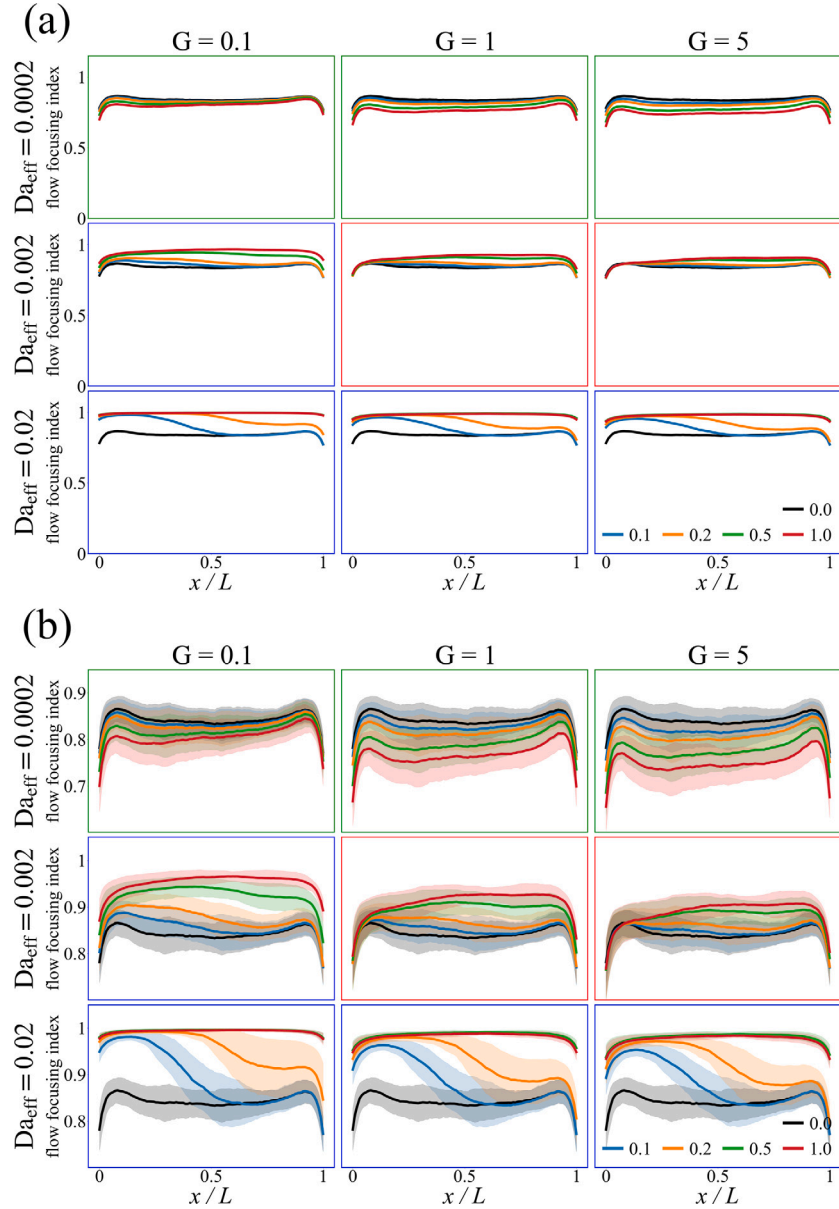 (a)
G = 0.1 G = 1 G = 5
Da_eff = 0.0002
flow focusing index
1
0.5
0
Da_eff = 0.002
flow focusing index
1
0.5
0
Da_eff = 0.02
flow focusing index
1
0.5
0
0.0
0.1 0.2 0.5 1.0
0 0.5 1 0 0.5 1 0 0.5 1
x / L x / L x / L
(b)
G = 0.1 G = 1 G = 5
Da_eff = 0.0002
flow focusing index
0.9
0.8
0.7
Da_eff = 0.002
flow focusing index
1
0.9
0.8
Da_eff = 0.02
flow focusing index
1
0.9
0.8
0.0
0.1 0.2 0.5 1.0
0 0.5 1 0 0.5 1 0 0.5 1
x / L x / L x / L